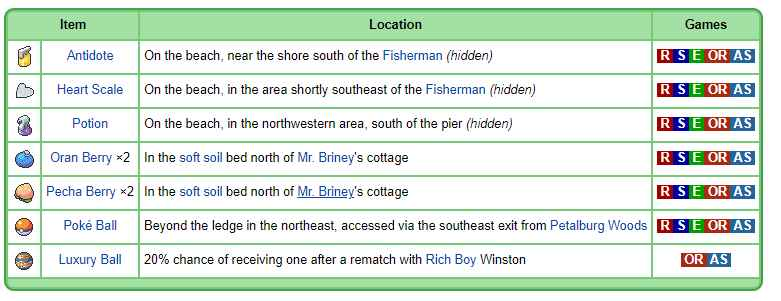 Item Location Games
Antidote On the beach, near the shore south of the Fisherman (hidden) R S E OR AS
Heart Scale On the beach, in the area shortly southeast of the Fisherman (hidden) R S E OR AS
Potion On the beach, in the northwestern area, south of the pier (hidden) R S E OR AS
Oran Berry ×2 In the soft soil bed north of Mr. Briney's cottage R S E OR AS
Pecha Berry ×2 In the soft soil bed north of Mr. Briney's cottage R S E OR AS
Poké Ball Beyond the ledge in the northeast, accessed via the southeast exit from Petalburg Woods R S E OR AS
Luxury Ball 20% chance of receiving one after a rematch with Rich Boy Winston OR AS